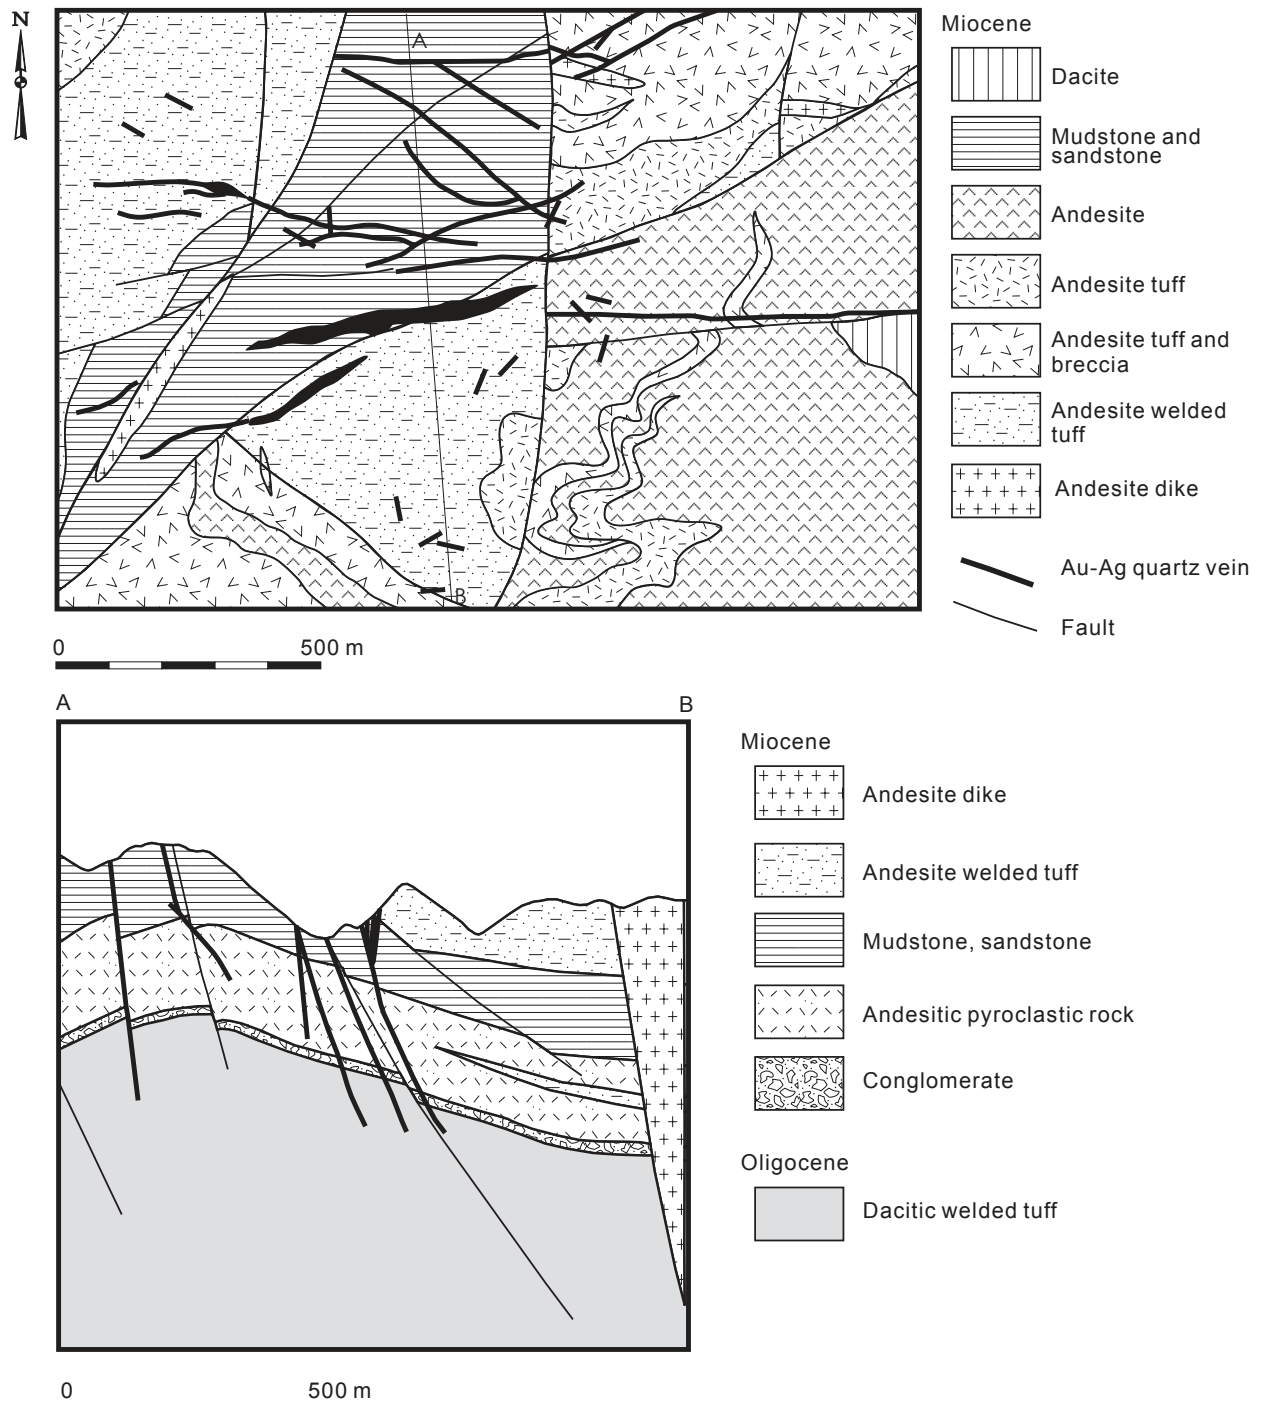 N
A
B
Miocene
Dacite
Mudstone and
sandstone
Andesite
Andesite tuff
Andesite tuff and
breccia
Andesite welded
tuff
Andesite dike
Au-Ag quartz vein
Fault
0 500 m
A B
Miocene
Andesite dike
Andesite welded tuff
Mudstone, sandstone
Andesitic pyroclastic rock
Conglomerate
Oligocene
Dacitic welded tuff
0 500 m